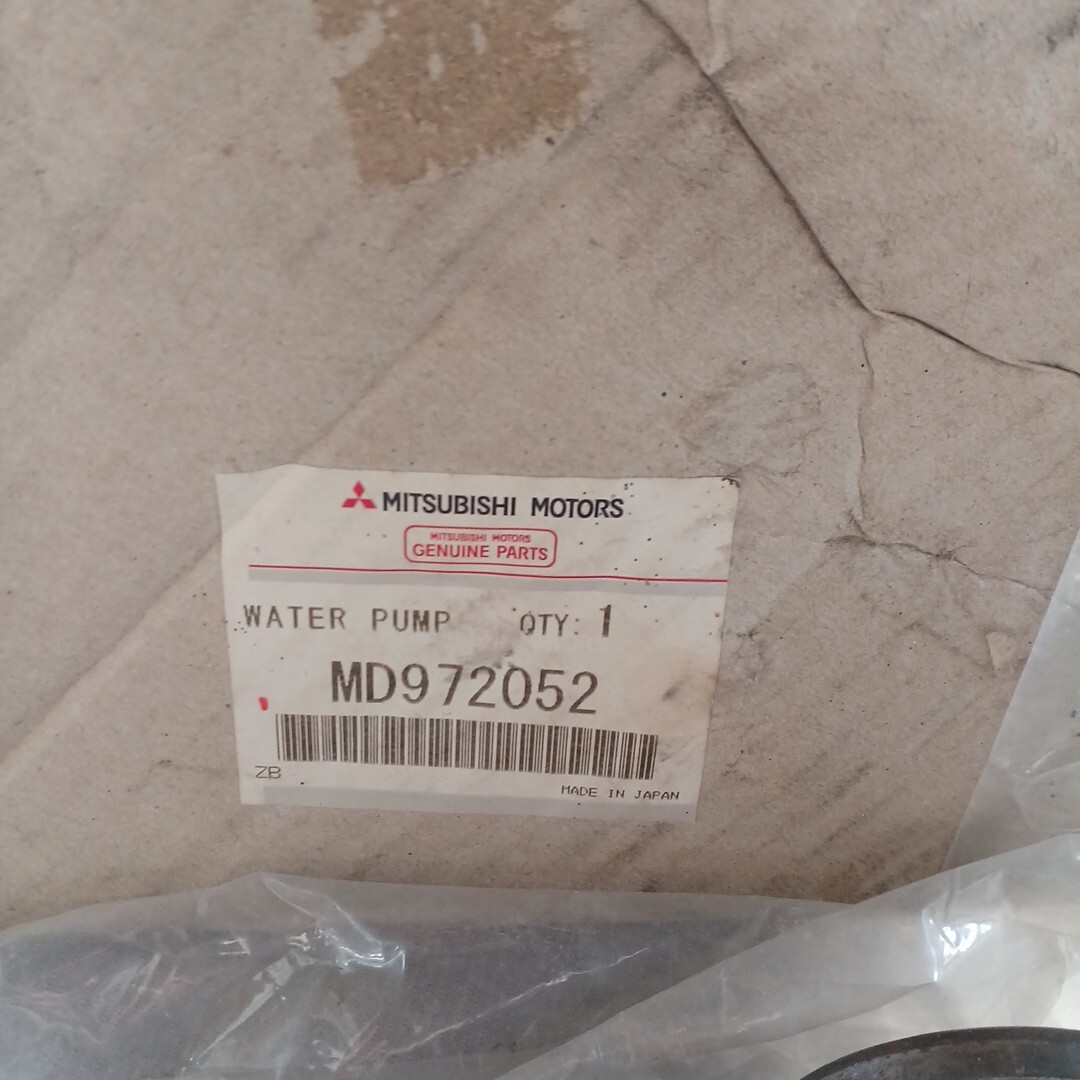 MITSUBISHI MOTORS
MITSUBISHI MOTORS
GENUINE PARTS
WATER PUMP QTY: 1
MD972052
ZB
MADE IN JAPAN